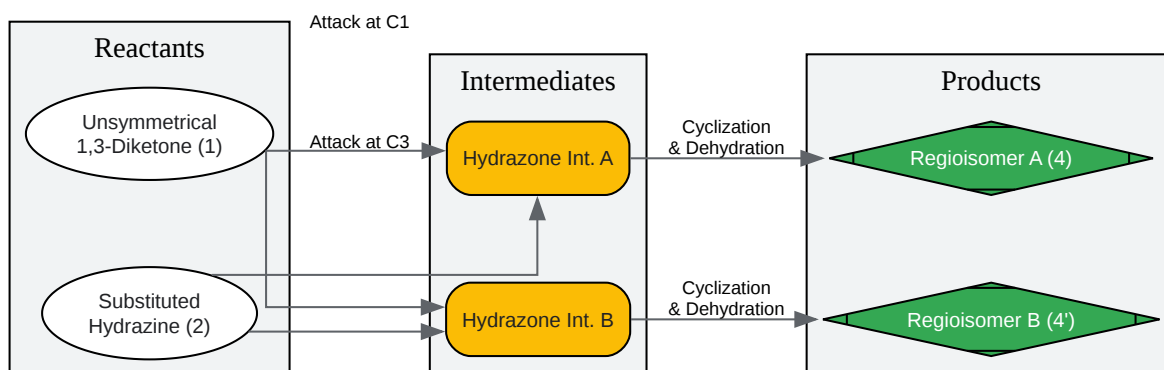 Attack at C1
Reactants
Intermediates
Products
Unsymmetrical
1,3-Diketone (1)
Attack at C3
Hydrazone Int. A
Cyclization
& Dehydration
Regioisomer A (4)
Substituted
Hydrazine (2)
Hydrazone Int. B
Cyclization
& Dehydration
Regioisomer B (4')